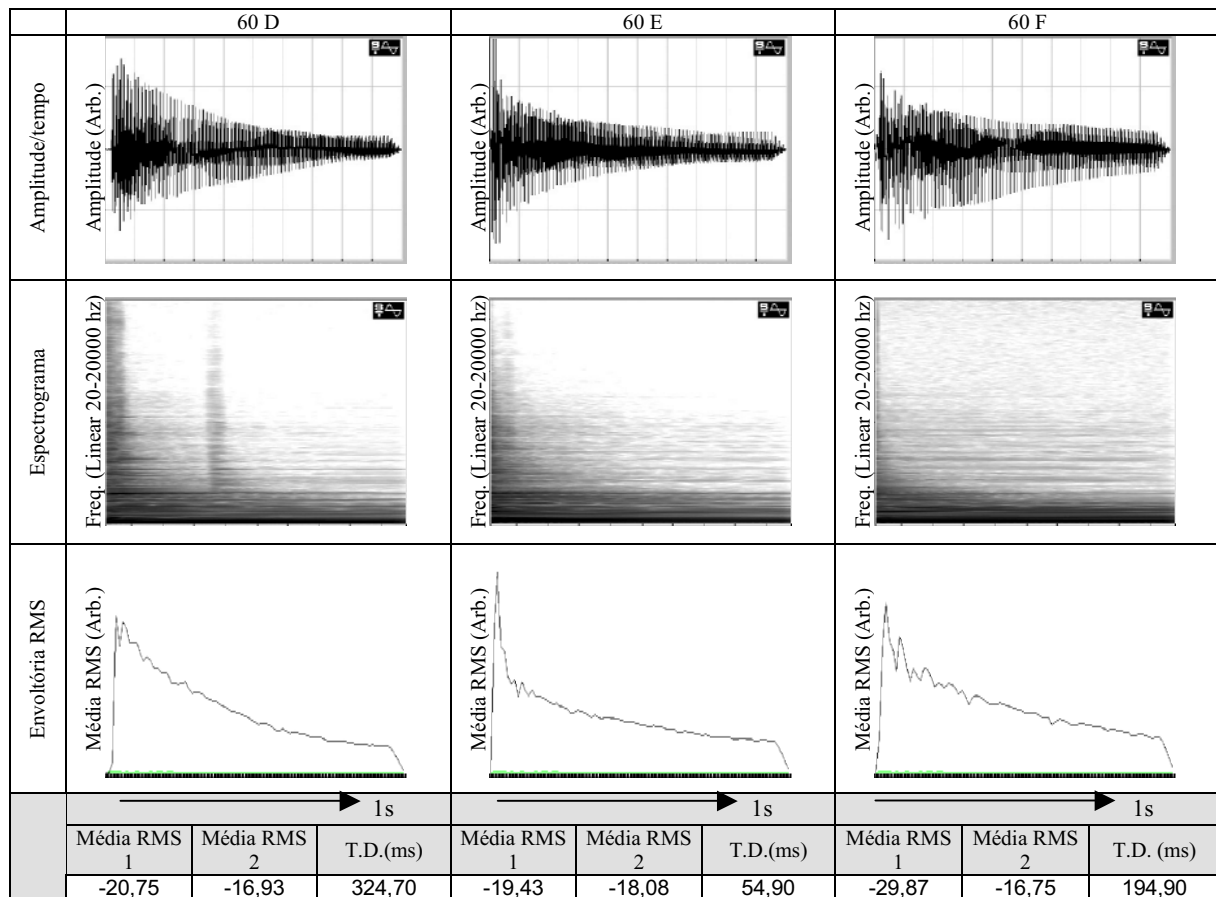 60 D 60 E 60 F
Amplitude/tempo
Amplitude (Arb.)
Amplitude (Arb.)
Amplitude (Arb.)
Espectrograma
Freq. (Linear 20-20000 hz)
Freq. (Linear 20-20000 hz)
Freq. (Linear 20-20000 hz)
Envoltória RMS
Média RMS (Arb.)
Média RMS (Arb.)
Média RMS (Arb.)
1s 1s 1s
Média RMS 1 Média RMS 2 T.D.(ms) Média RMS 1 Média RMS 2 T.D.(ms) Média RMS 1 Média RMS 2 T.D. (ms)
-20,75 -16,93 324,70 -19,43 -18,08 54,90 -29,87 -16,75 194,90